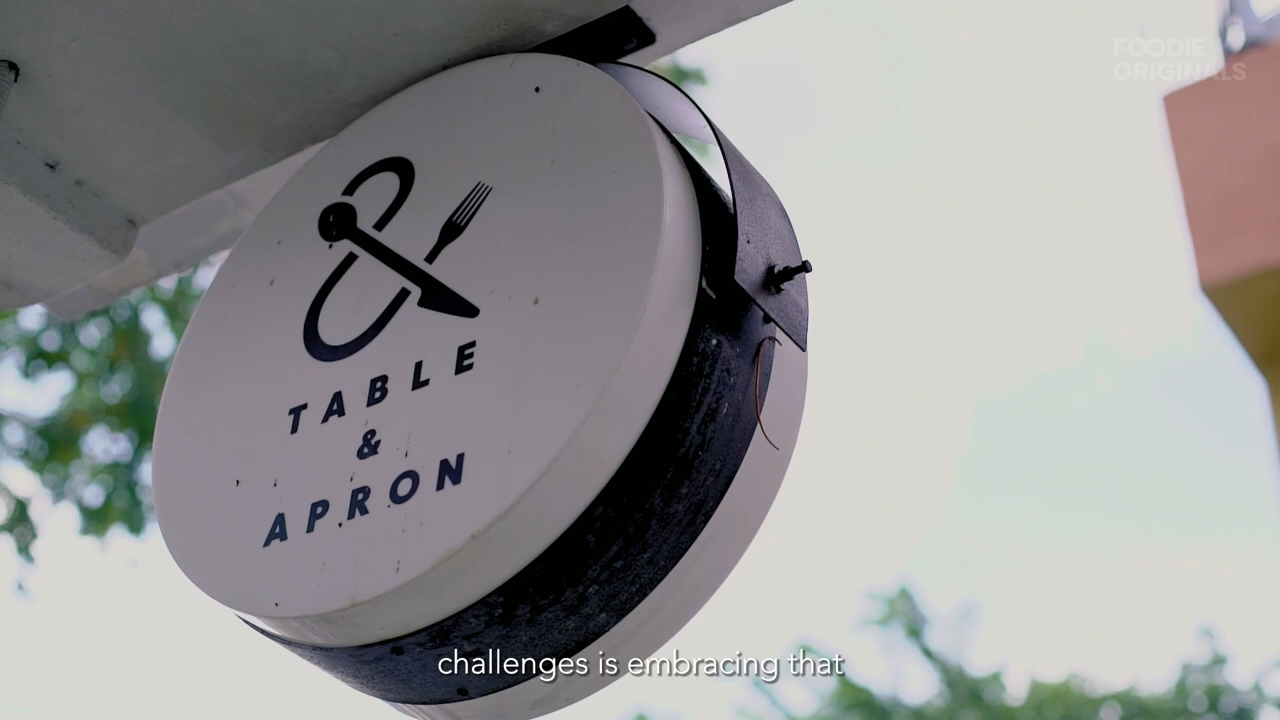 FOODIE
ORIGINALS
TABLE
&
APRON
challenges is embracing that